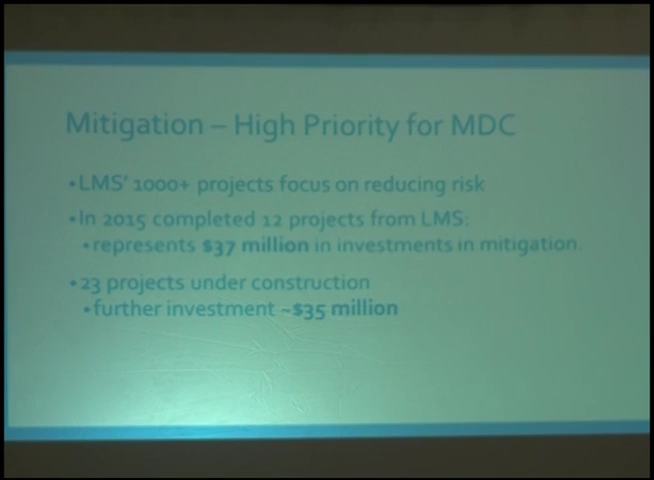 Mitigation – High Priority for MDC
•LMS' 1000+ projects focus on reducing risk
•In 2015 completed 12 projects from LMS:
•represents $37 million in investments in mitigation.
•23 projects under construction
•further investment ~$35 million